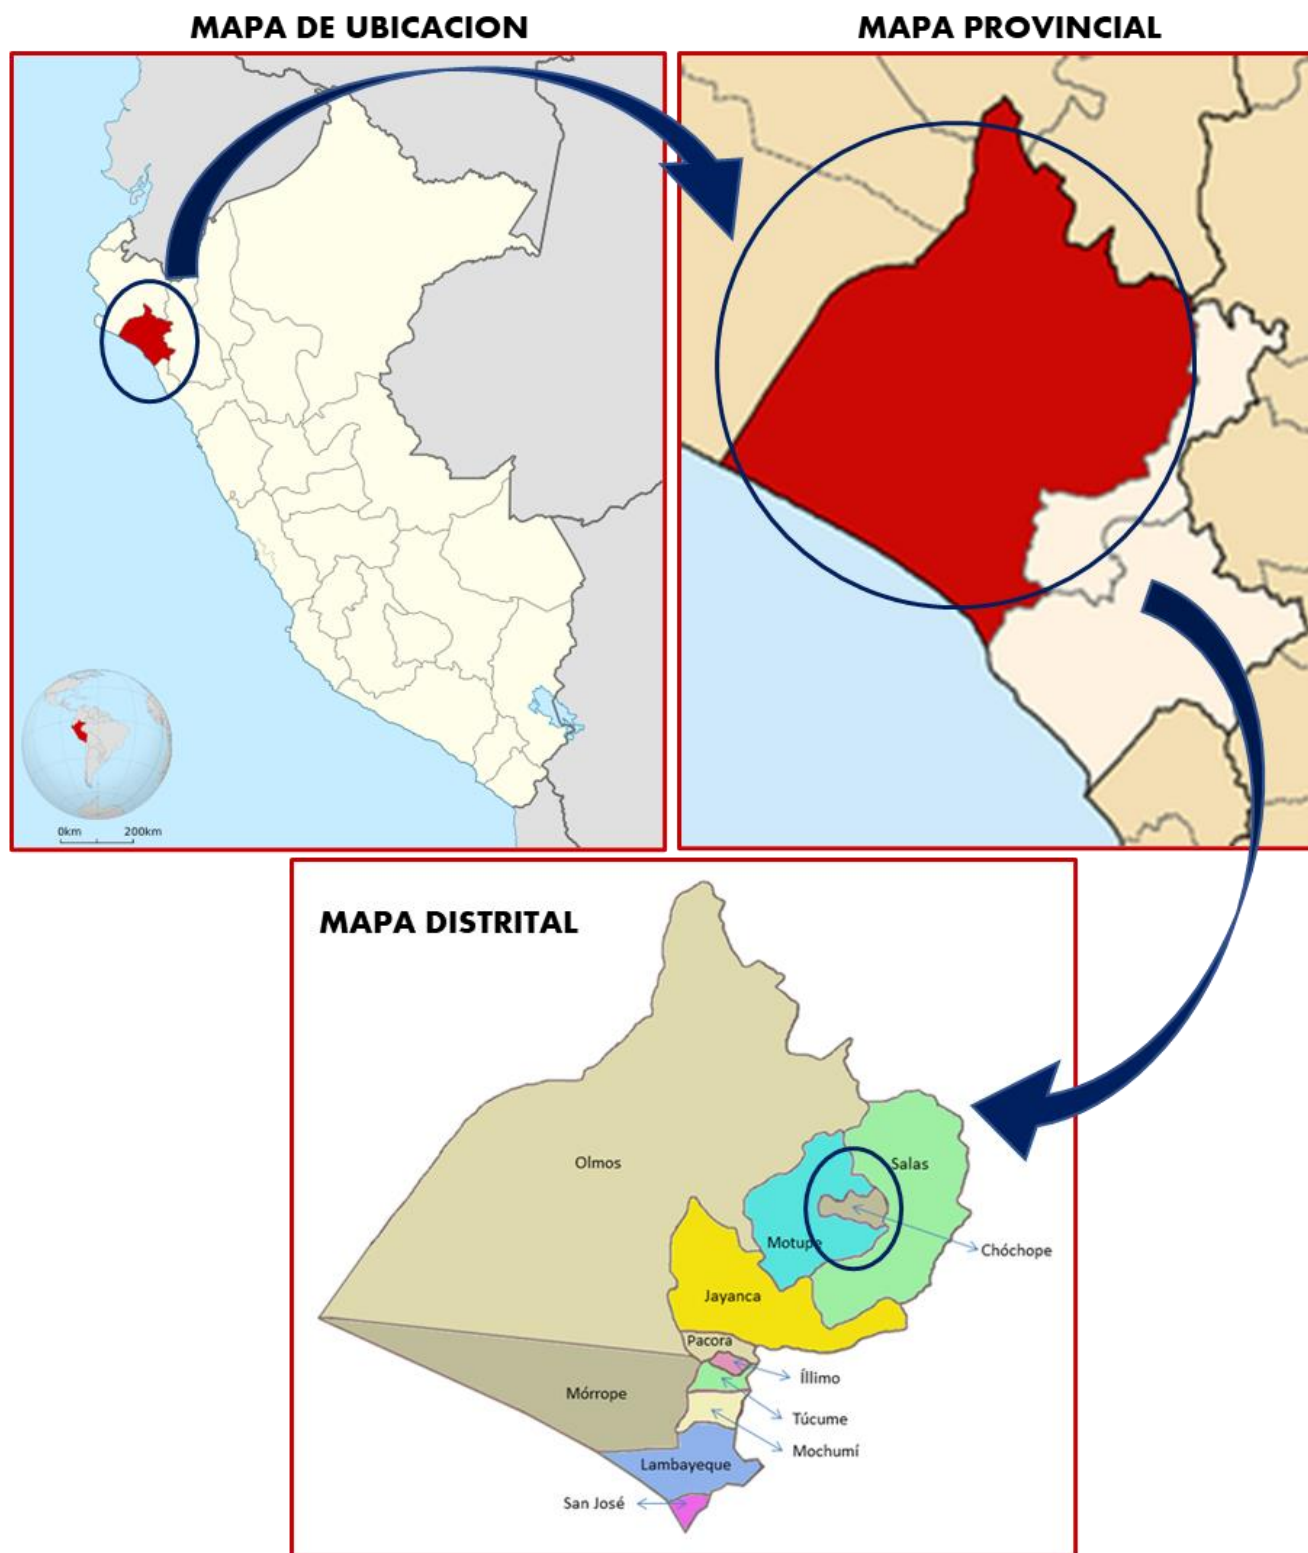 MAPA DE UBICACION
MAPA PROVINCIAL
0km 200km
MAPA DISTRITAL
Olmos
Salas
Motupe
Chóchope
Jayanca
Pacora
Íllimo
Mórrope
Túcume
Mochumí
Lambayeque
San José